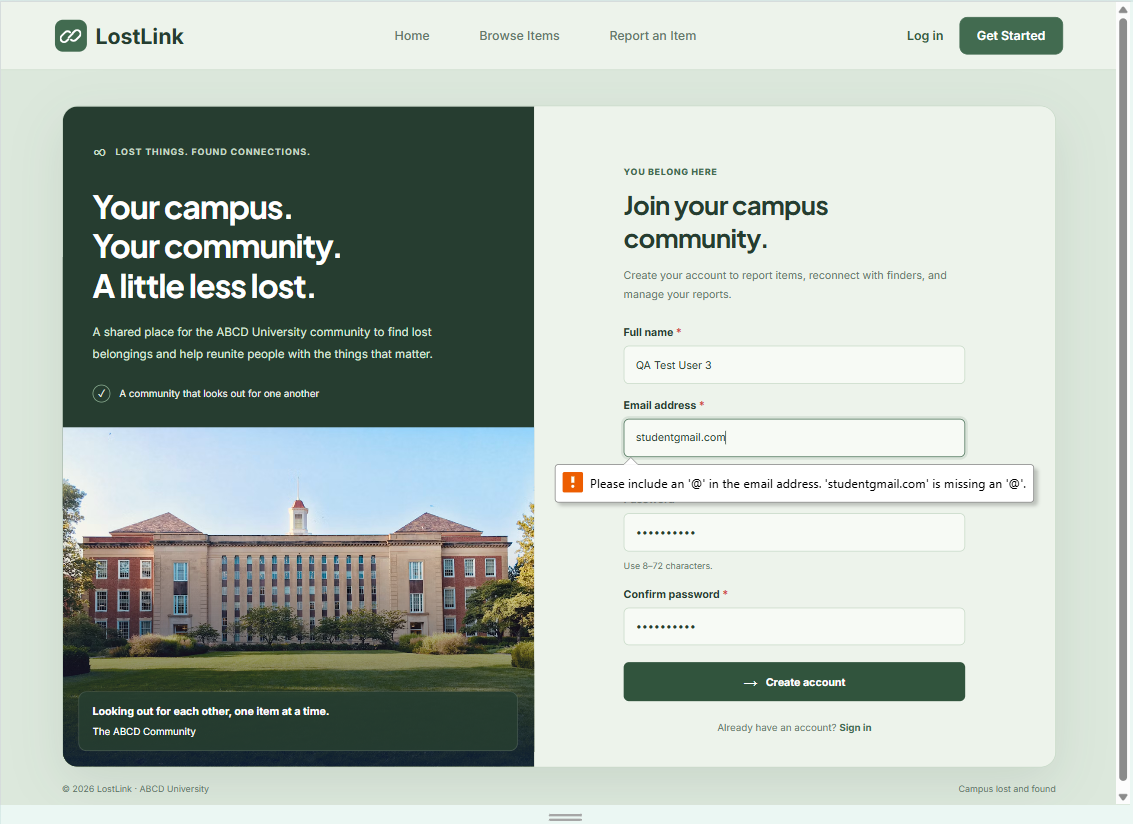 LostLink
Home
Browse Items
Report an Item
Log in
Get Started
LOST THINGS. FOUND CONNECTIONS.
Your campus.
Your community.
A little less lost.
A shared place for the ABCD University community to find lost
belongings and help reunite people with the things that matter.
A community that looks out for one another
Looking out for each other, one item at a time.
The ABCD Community
YOU BELONG HERE
Join your campus
community.
Create your account to report items, reconnect with finders, and
manage your reports.
Full name *
QA Test User 3
Email address *
studentgmail.com
Please include an '@' in the email address. 'studentgmail.com' is missing an '@'.
••••••••••
Use 8–72 characters.
Confirm password *
••••••••••
→ Create account
Already have an account? Sign in
© 2026 LostLink · ABCD University
Campus lost and found